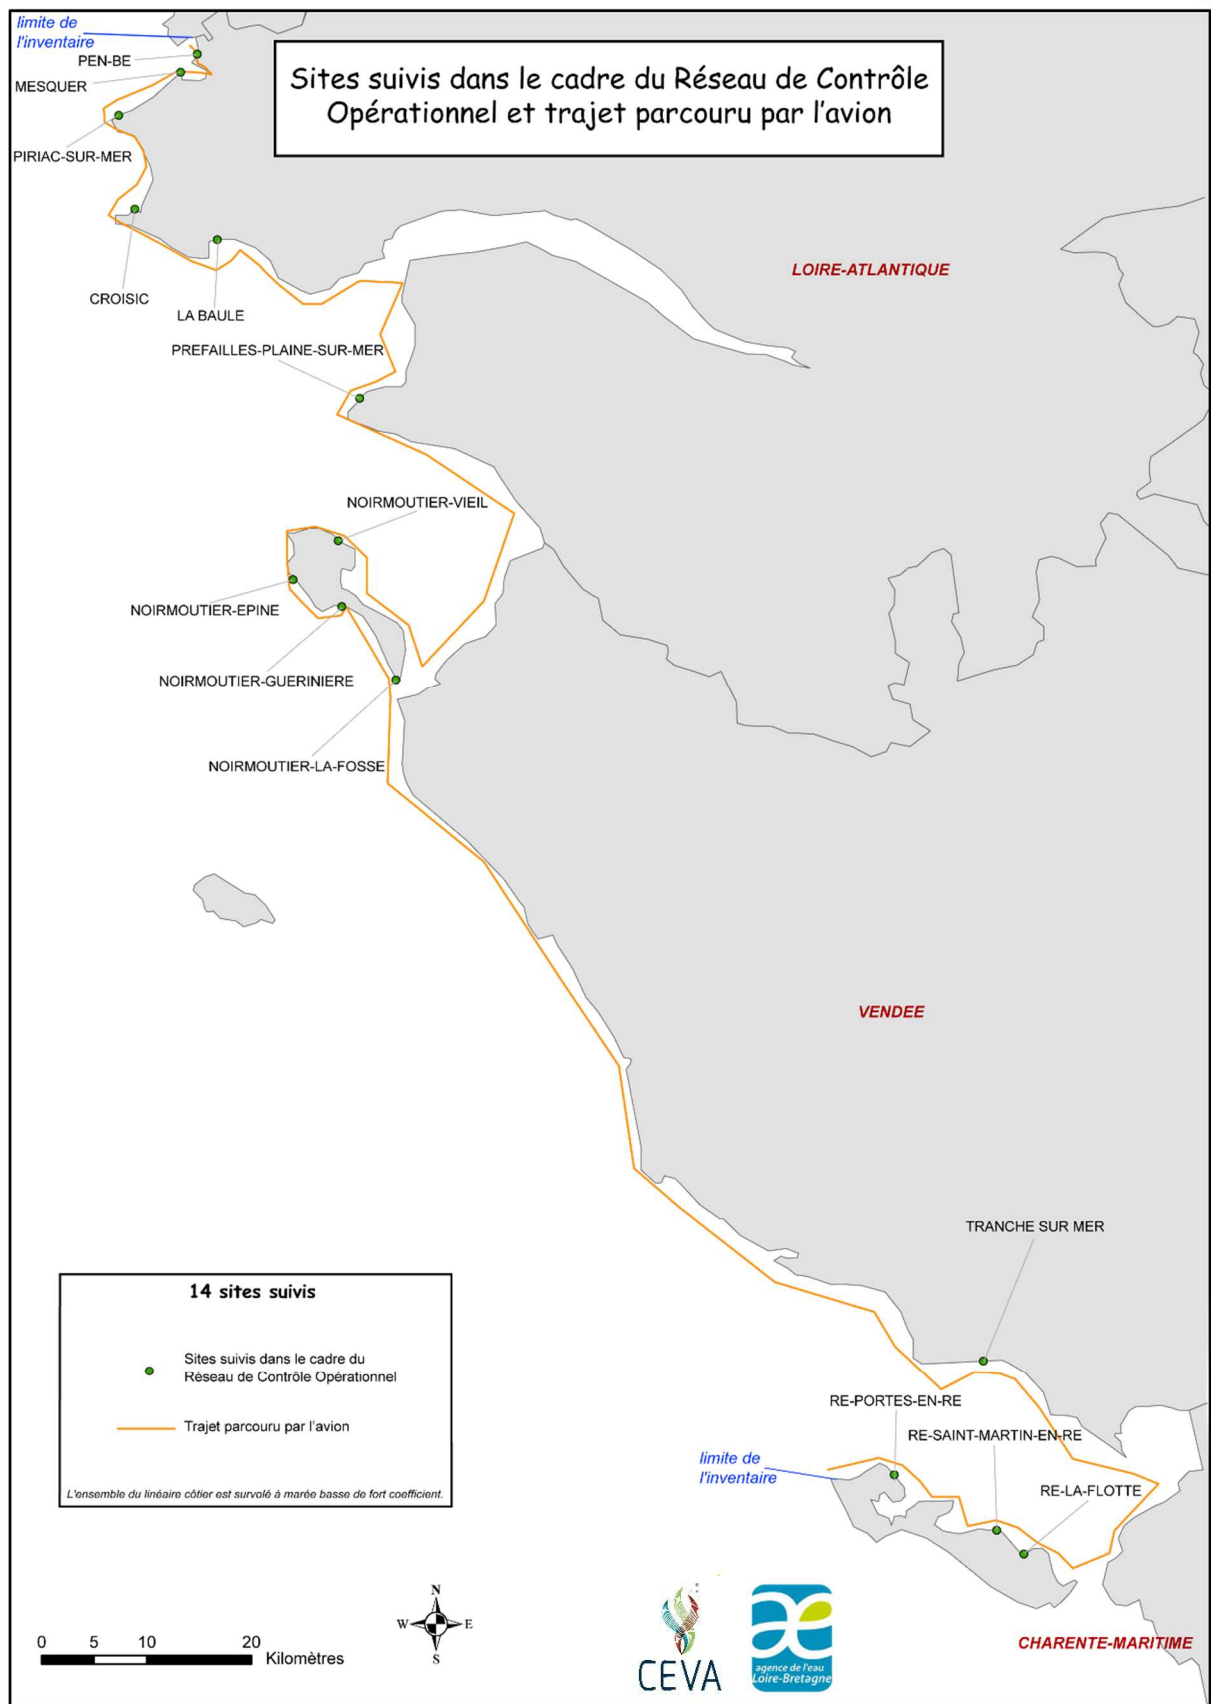 limite de
l'inventaire
PEN-BE
MESQUER
Sites suivis dans le cadre du Réseau de Contrôle
Opérationnel et trajet parcouru par l'avion
PIRIAC-SUR-MER
LOIRE-ATLANTIQUE
CROISIC
LA BAULE
PREFAILLES-PLAINE-SUR-MER
NOIRMOUTIER-VIEIL
NOIRMOUTIER-EPINE
NOIRMOUTIER-GUERINIERE
NOIRMOUTIER-LA-FOSSE
VENDEE
TRANCHE SUR MER
14 sites suivis
Sites suivis dans le cadre du
Réseau de Contrôle Opérationnel
Trajet parcouru par l'avion
L'ensemble du linéaire côtier est survolé à marée basse de fort coefficient.
RE-PORTES-EN-RE
RE-SAINT-MARTIN-EN-RE
limite de
l'inventaire
RE-LA-FLOTTE
N
W E
S
0 5 10 20
Kilomètres
CEVA
æ
agence de l'eau
Loire-Bretagne
CHARENTE-MARITIME